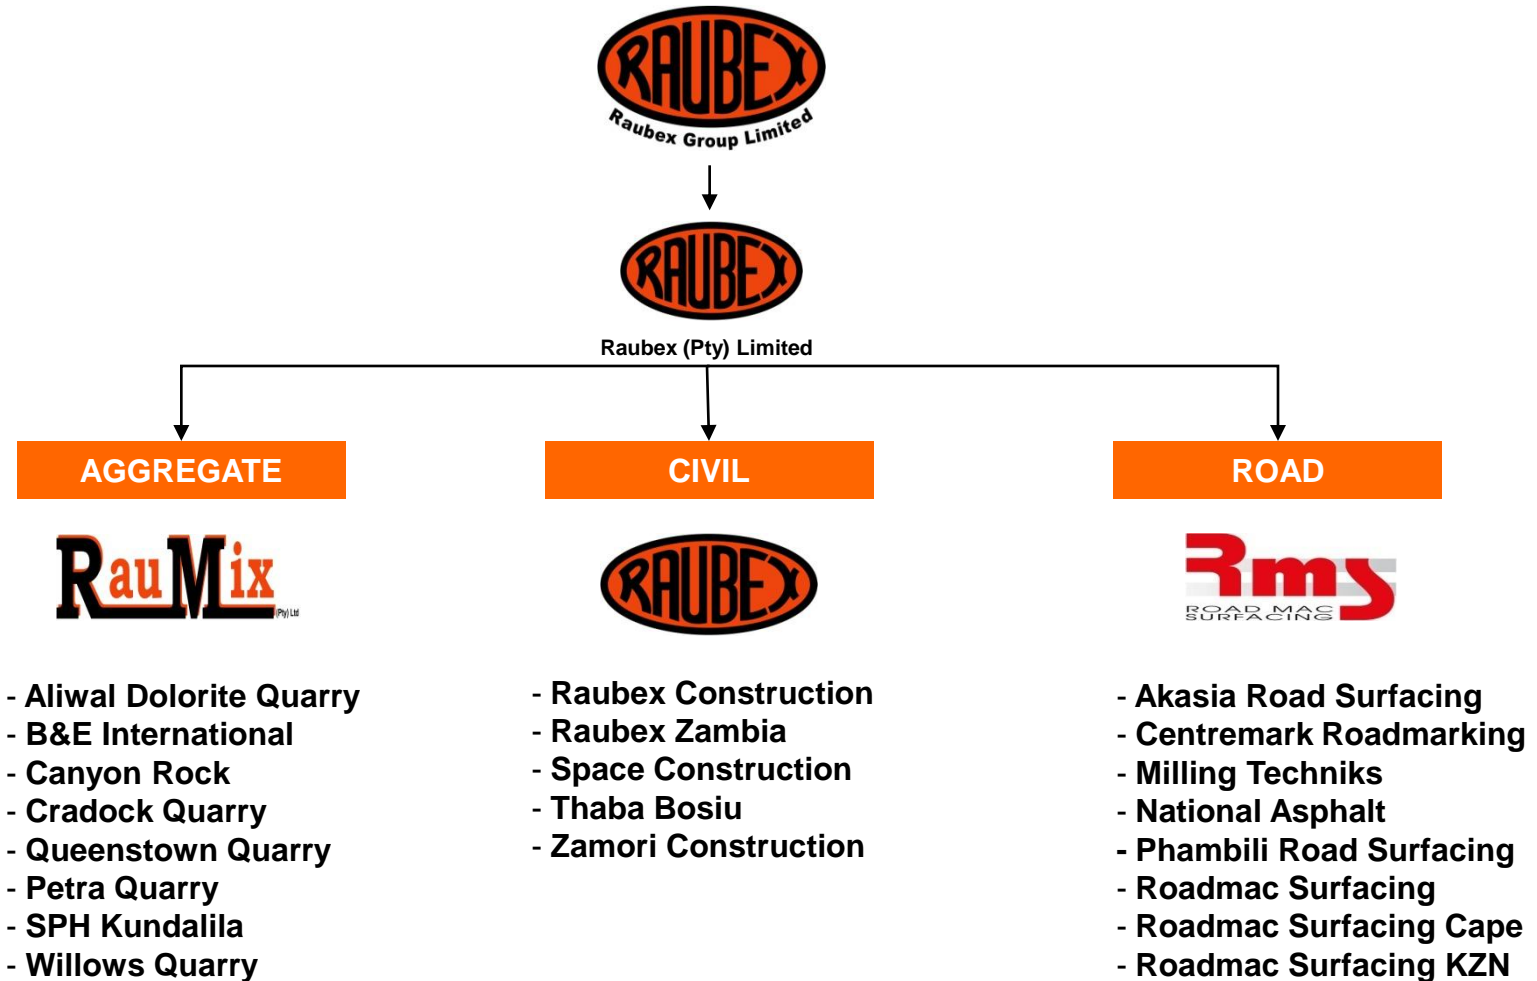 RAUBEX
Raubex Group Limited
RAUBEX
Raubex (Pty) Limited
AGGREGATE
RauMix
(Pty) Ltd
- Aliwal Dolorite Quarry
- B&E International
- Canyon Rock
- Cradock Quarry
- Queenstown Quarry
- Petra Quarry
- SPH Kundalila
- Willows Quarry
CIVIL
RAUBEX
- Raubex Construction
- Raubex Zambia
- Space Construction
- Thaba Bosiu
- Zamori Construction
ROAD
Rms
ROAD MAC
SURFACING
- Akasia Road Surfacing
- Centremark Roadmarking
- Milling Techniks
- National Asphalt
- Phambili Road Surfacing
- Roadmac Surfacing
- Roadmac Surfacing Cape
- Roadmac Surfacing KZN